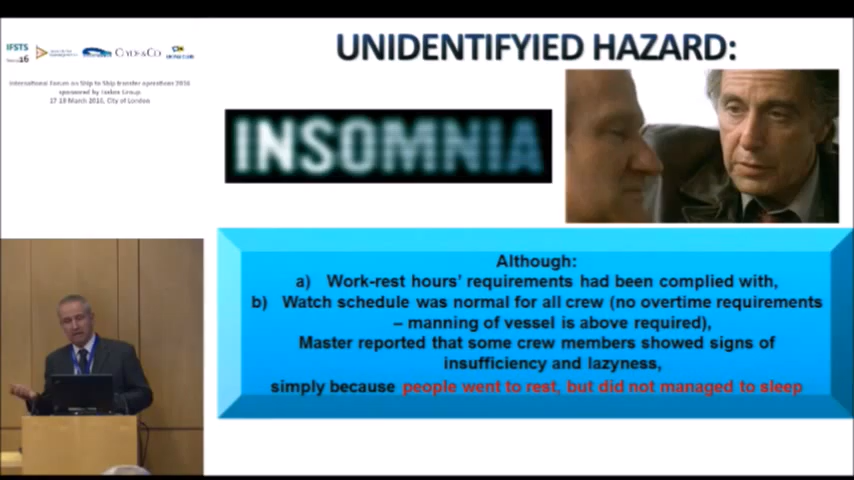 IFSTS
16
CLYDE&CO
International Forum on Ship to Ship transfer operations 2016
17 18 March 2016, City of London
UNIDENTIFYIED HAZARD:
INSOMNIA
Although:
a) Work-rest hours' requirements had been complied with,
b) Watch schedule was normal for all crew (no overtime requirements
– manning of vessel is above required),
Master reported that some crew members showed signs of
insufficiency and lazyness,
simply because people went to rest, but did not managed to sleep